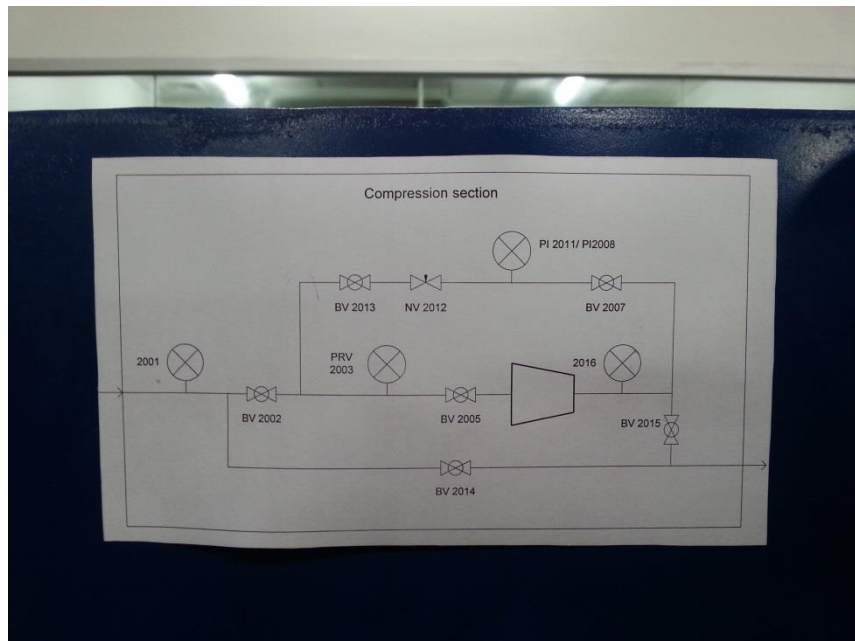 Compression section
PI 2011/ PI2008
BV 2013
NV 2012
BV 2007
2001
PRV
2003
2016
BV 2002
BV 2005
BV 2015
BV 2014